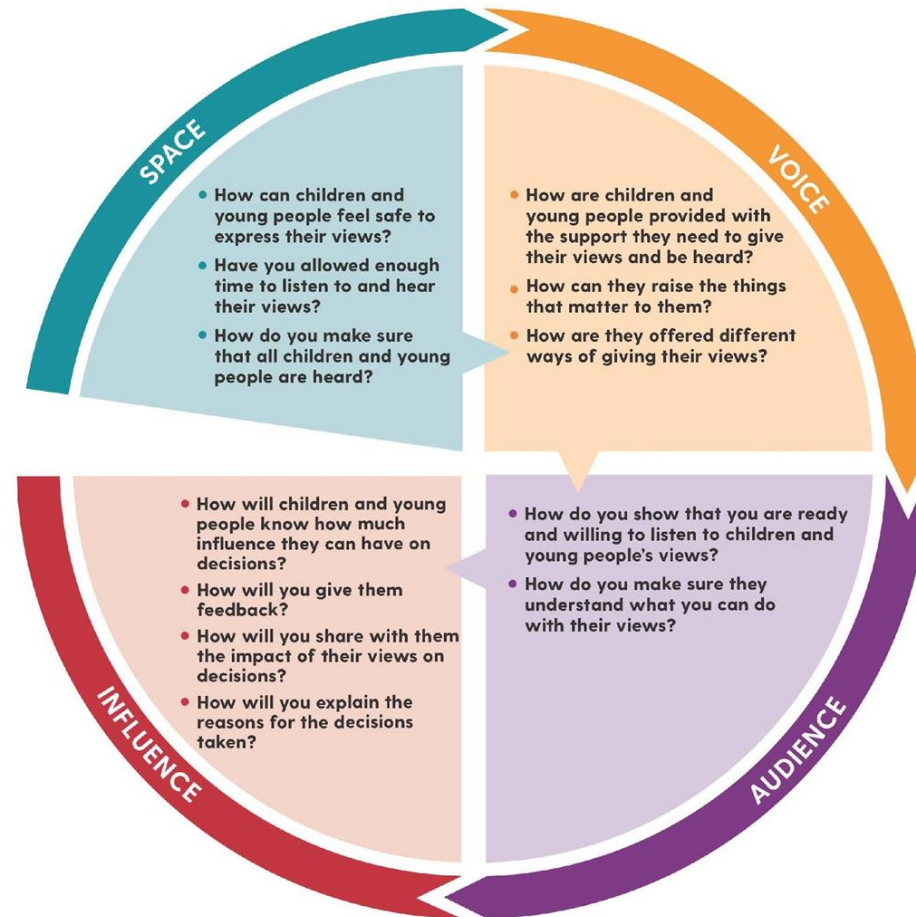 SPACE
• How can children and
young people feel safe to
express their views?
• Have you allowed enough
time to listen to and hear
their views?
• How do you make sure
that all children and young
people are heard?
VOICE
• How are children and
young people provided with
the support they need to give
their views and be heard?
• How can they raise the things
that matter to them?
• How are they offered different
ways of giving their views?
AUDIENCE
• How do you show that you are ready
and willing to listen to children and
young people's views?
• How do you make sure they
understand what you can do
with their views?
INFLUENCE
• How will children and young
people know how much
influence they can have on
decisions?
• How will you give them
feedback?
• How will you share with them
the impact of their views on
decisions?
• How will you explain the
reasons for the decisions
taken?